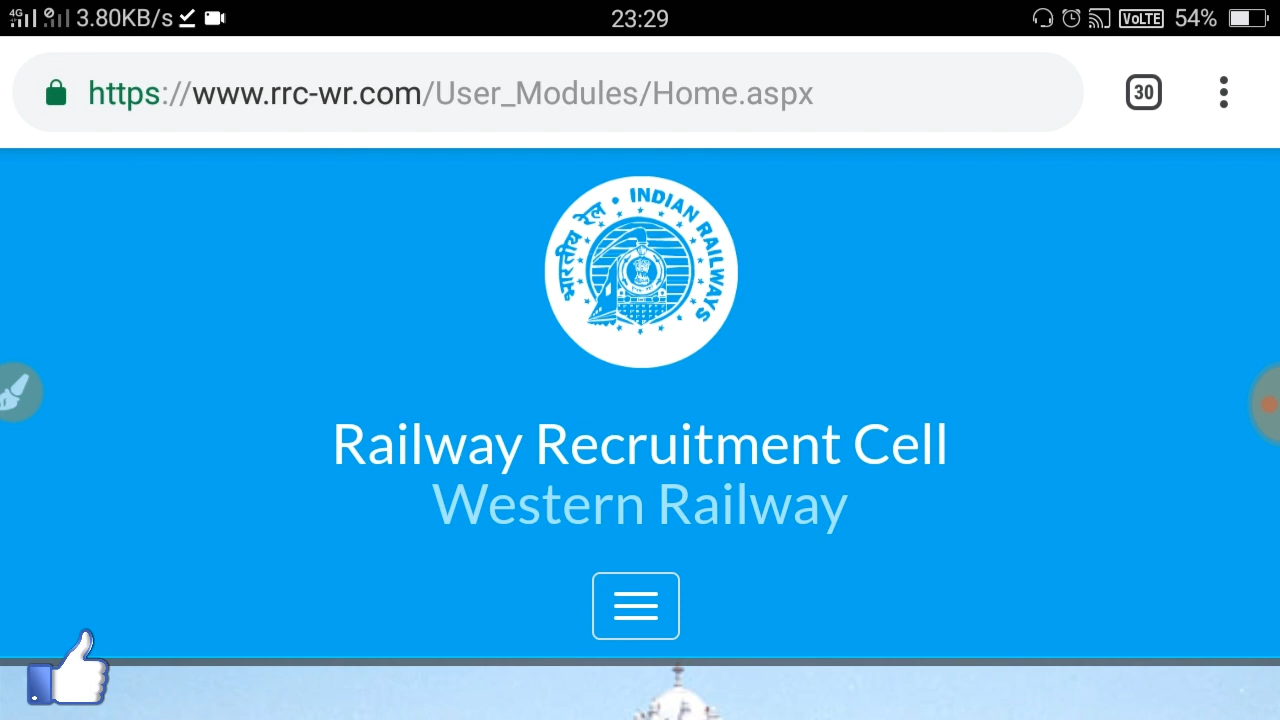 4G 3.80KB/s 23:29 VoLTE 54%
https://www.rrc-wr.com/User_Modules/Home.aspx 30
भारतीय रेल • INDIAN RAILWAYS
Railway Recruitment Cell
Western Railway